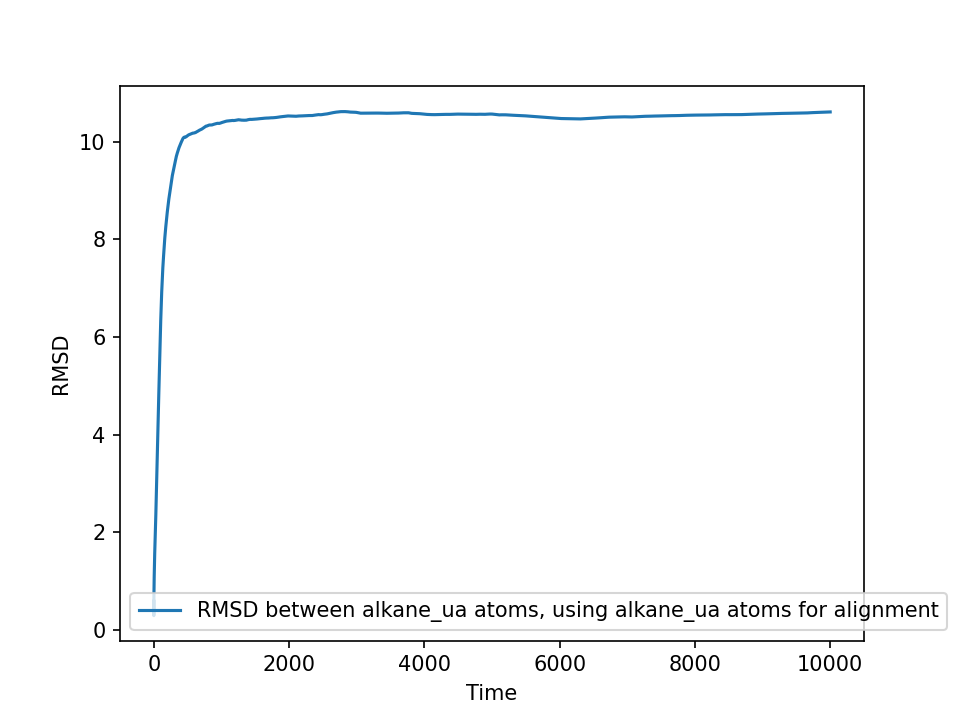 10
8
6
4
2
0
RMSD
RMSD between alkane_ua atoms, using alkane_ua atoms for alignment
0 2000 4000 6000 8000 10000
Time